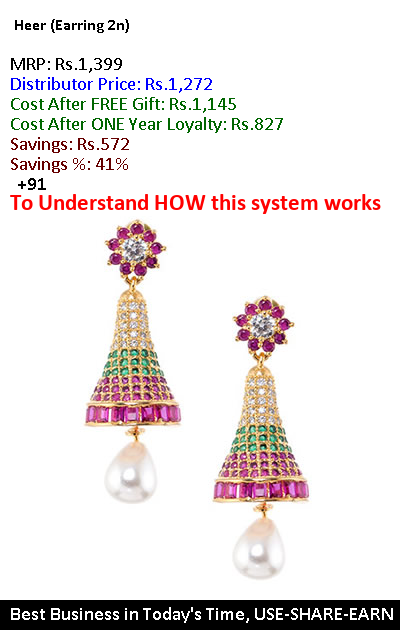 Heer (Earring 2n)
MRP: Rs.1,399
Distributor Price: Rs.1,272
Cost After FREE Gift: Rs.1,145
Cost After ONE Year Loyalty: Rs.827
Savings: Rs.572
Savings %: 41%
+91
To Understand HOW this system works
Best Business in Today's Time, USE-SHARE-EARN